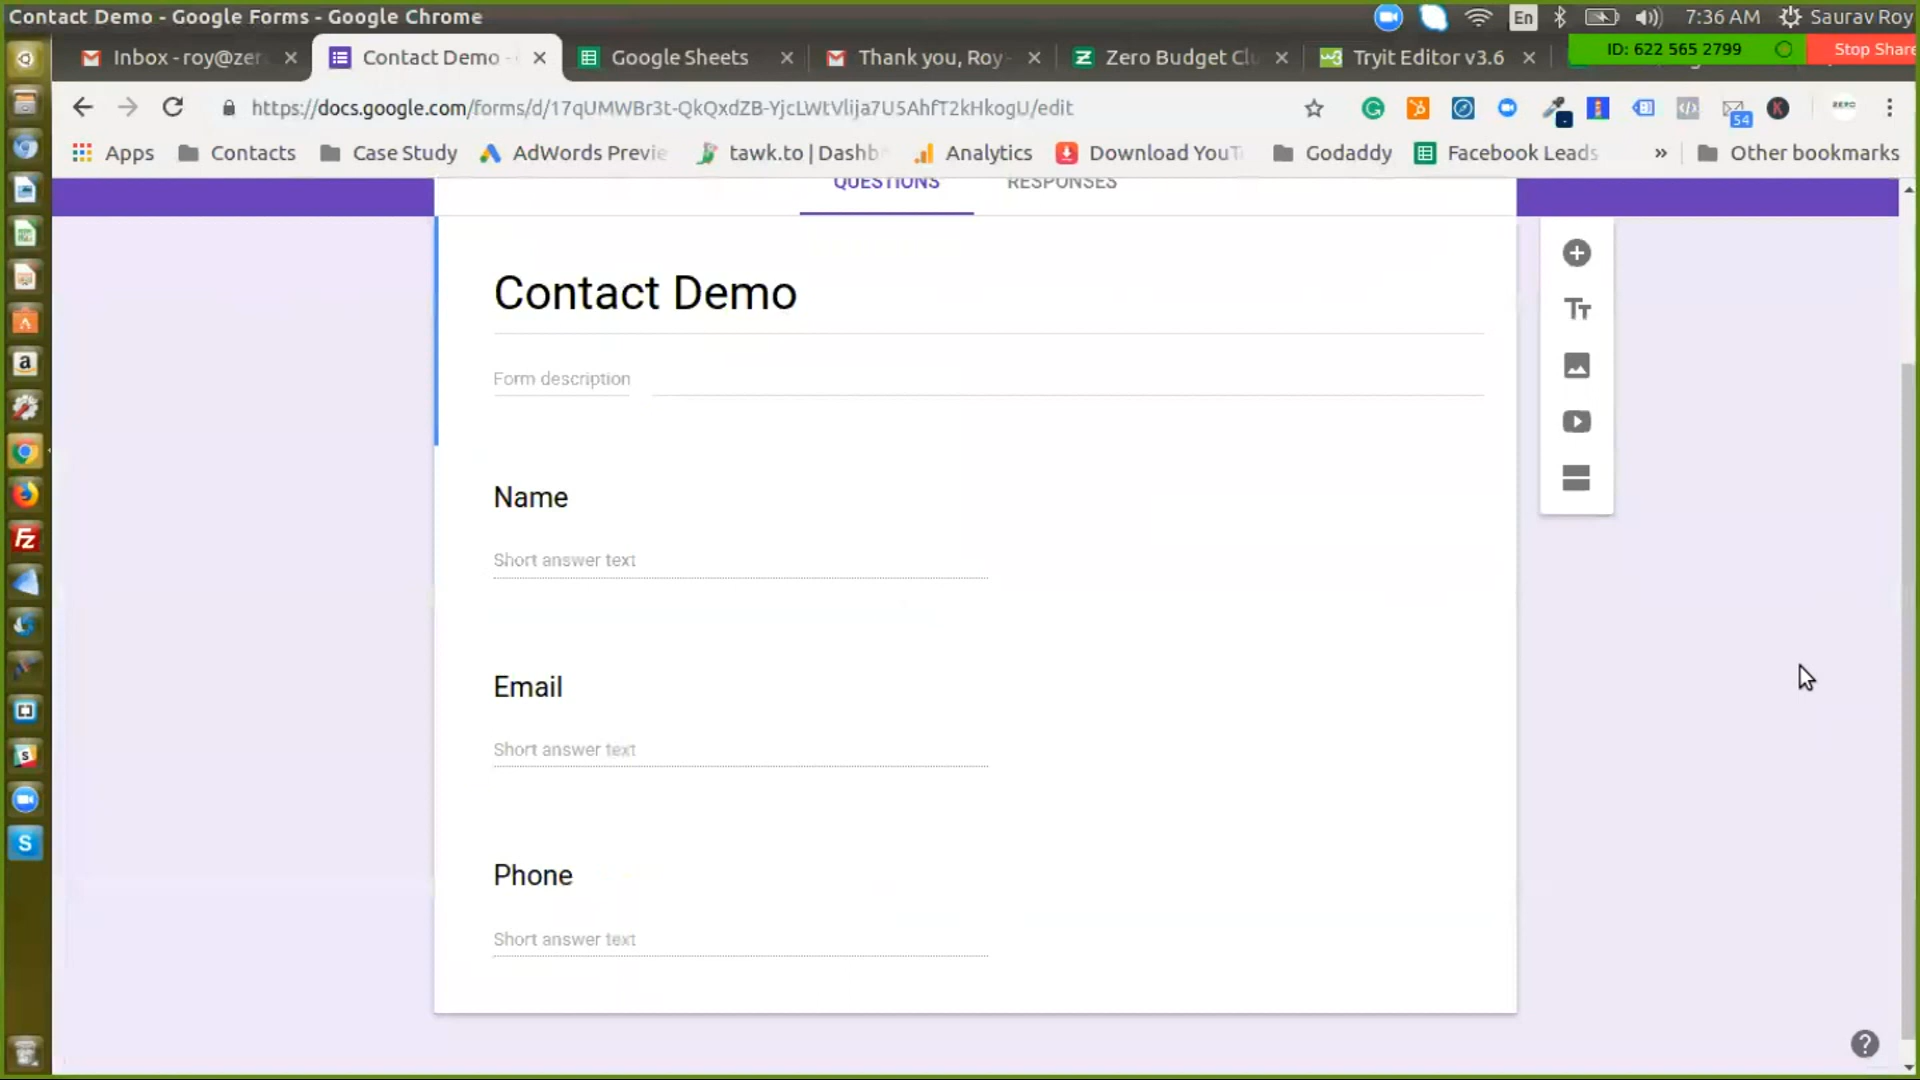 Contact Demo - Google Forms - Google Chrome
En
7:36 AM
Saurav Roy
Inbox - roy@zer
Contact Demo -
Google Sheets
Thank you, Roy
Zero Budget Cl
Tryit Editor v3.6
ID: 622 565 2799
Stop Share
https://docs.google.com/forms/d/17qUMWBr3t-QkQxdZB-YjcLWtVlija7U5AhfT2kHkogU/edit
54
K
ZERO
Apps
Contacts
Case Study
AdWords Previe
tawk.to | Dashb
Analytics
Download YouT
Godaddy
Facebook Leads
»
Other bookmarks
QUESTIONS
RESPONSES
Contact Demo
Form description
Name
Short answer text
Email
Short answer text
Phone
Short answer text